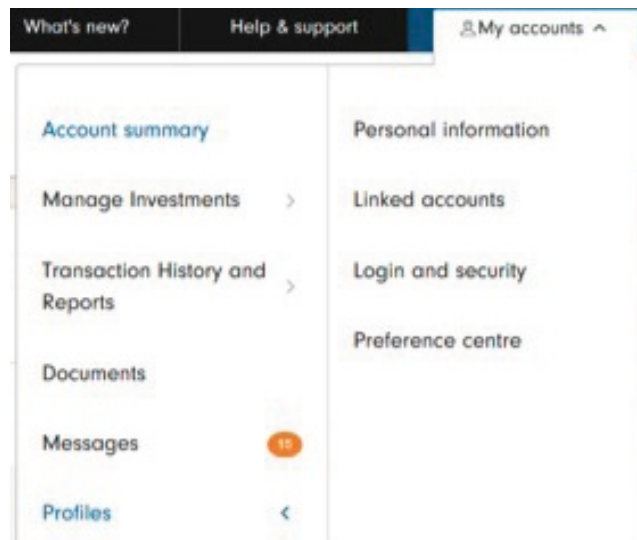 What's new?
Help & support
My accounts
Account summary
Manage Investments
Transaction History and
Reports
Documents
Messages
15
Profiles
Personal information
Linked accounts
Login and security
Preference centre